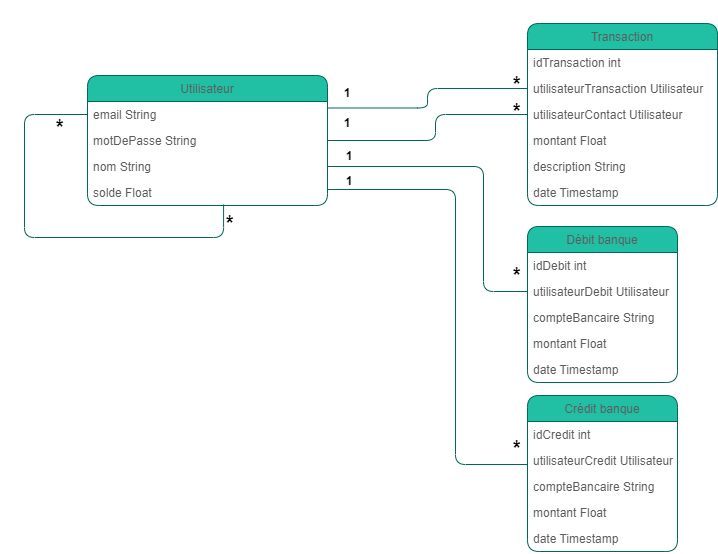 Utilisateur
email String
motDePasse String
nom String
solde Float
*
*
1
1
1
1
*
*
*
*
Transaction
idTransaction int
utilisateurTransaction Utilisateur
utilisateurContact Utilisateur
montant Float
description String
date Timestamp
Débit banque
idDebit int
utilisateurDebit Utilisateur
compteBancaire String
montant Float
date Timestamp
Crédit banque
idCredit int
utilisateurCredit Utilisateur
compteBancaire String
montant Float
date Timestamp